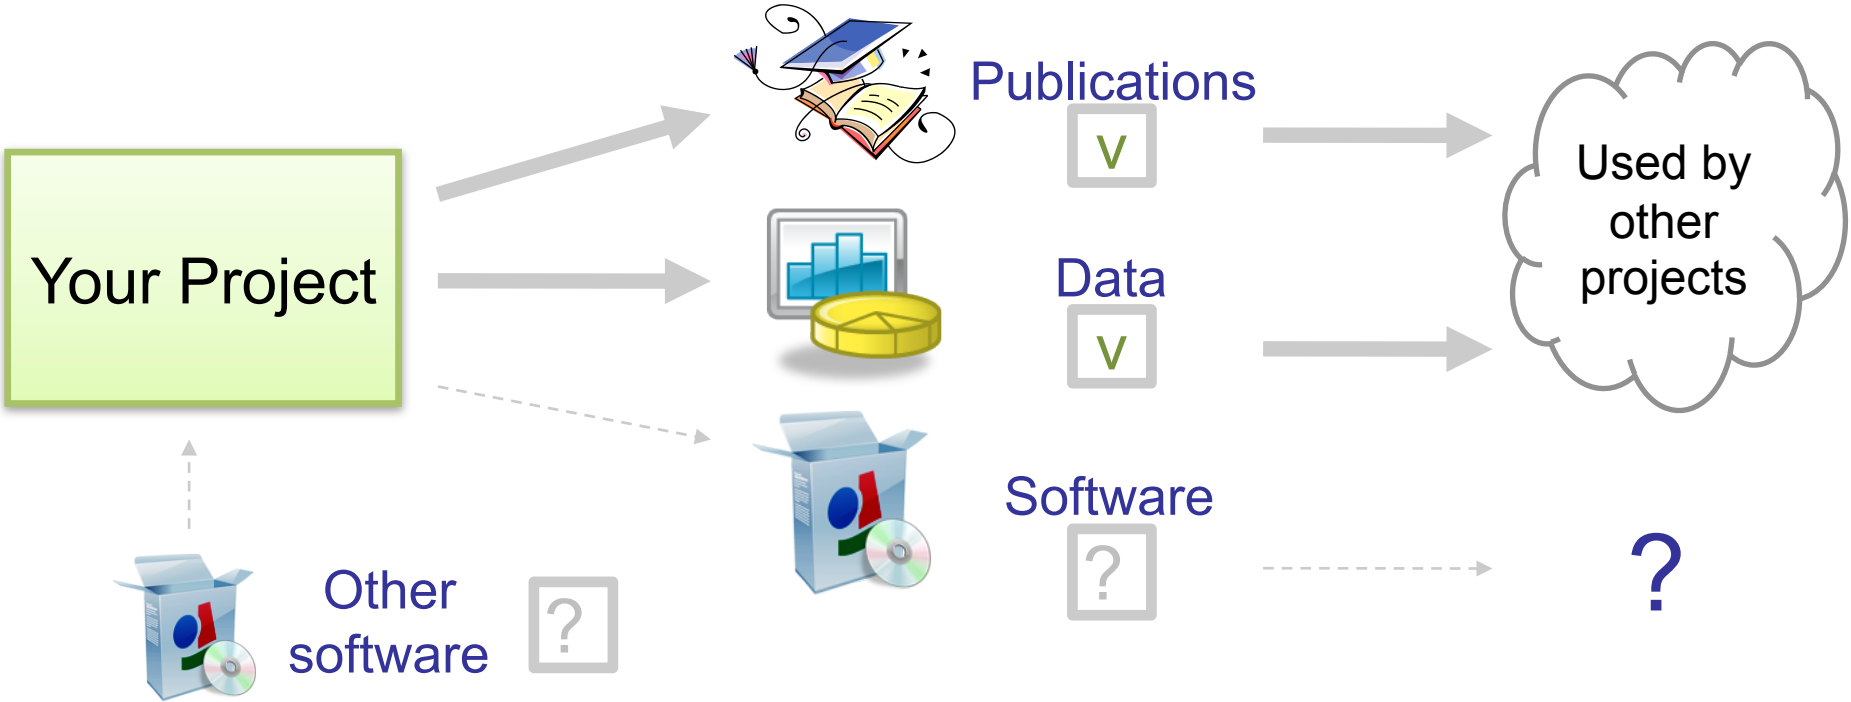 Publications
v
Your Project
Data
v
Used by
other
projects
Software
?
?
Other
software
?